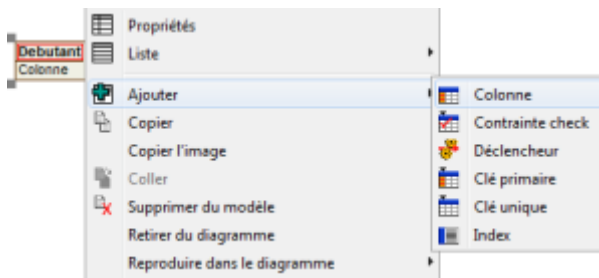 Debutant
Colonne
Propriétés
Liste
Ajouter
Copier
Copier l'image
Coller
Supprimer du modèle
Retirer du diagramme
Reproduire dans le diagramme
Colonne
Contrainte check
Déclencheur
Clé primaire
Clé unique
Index